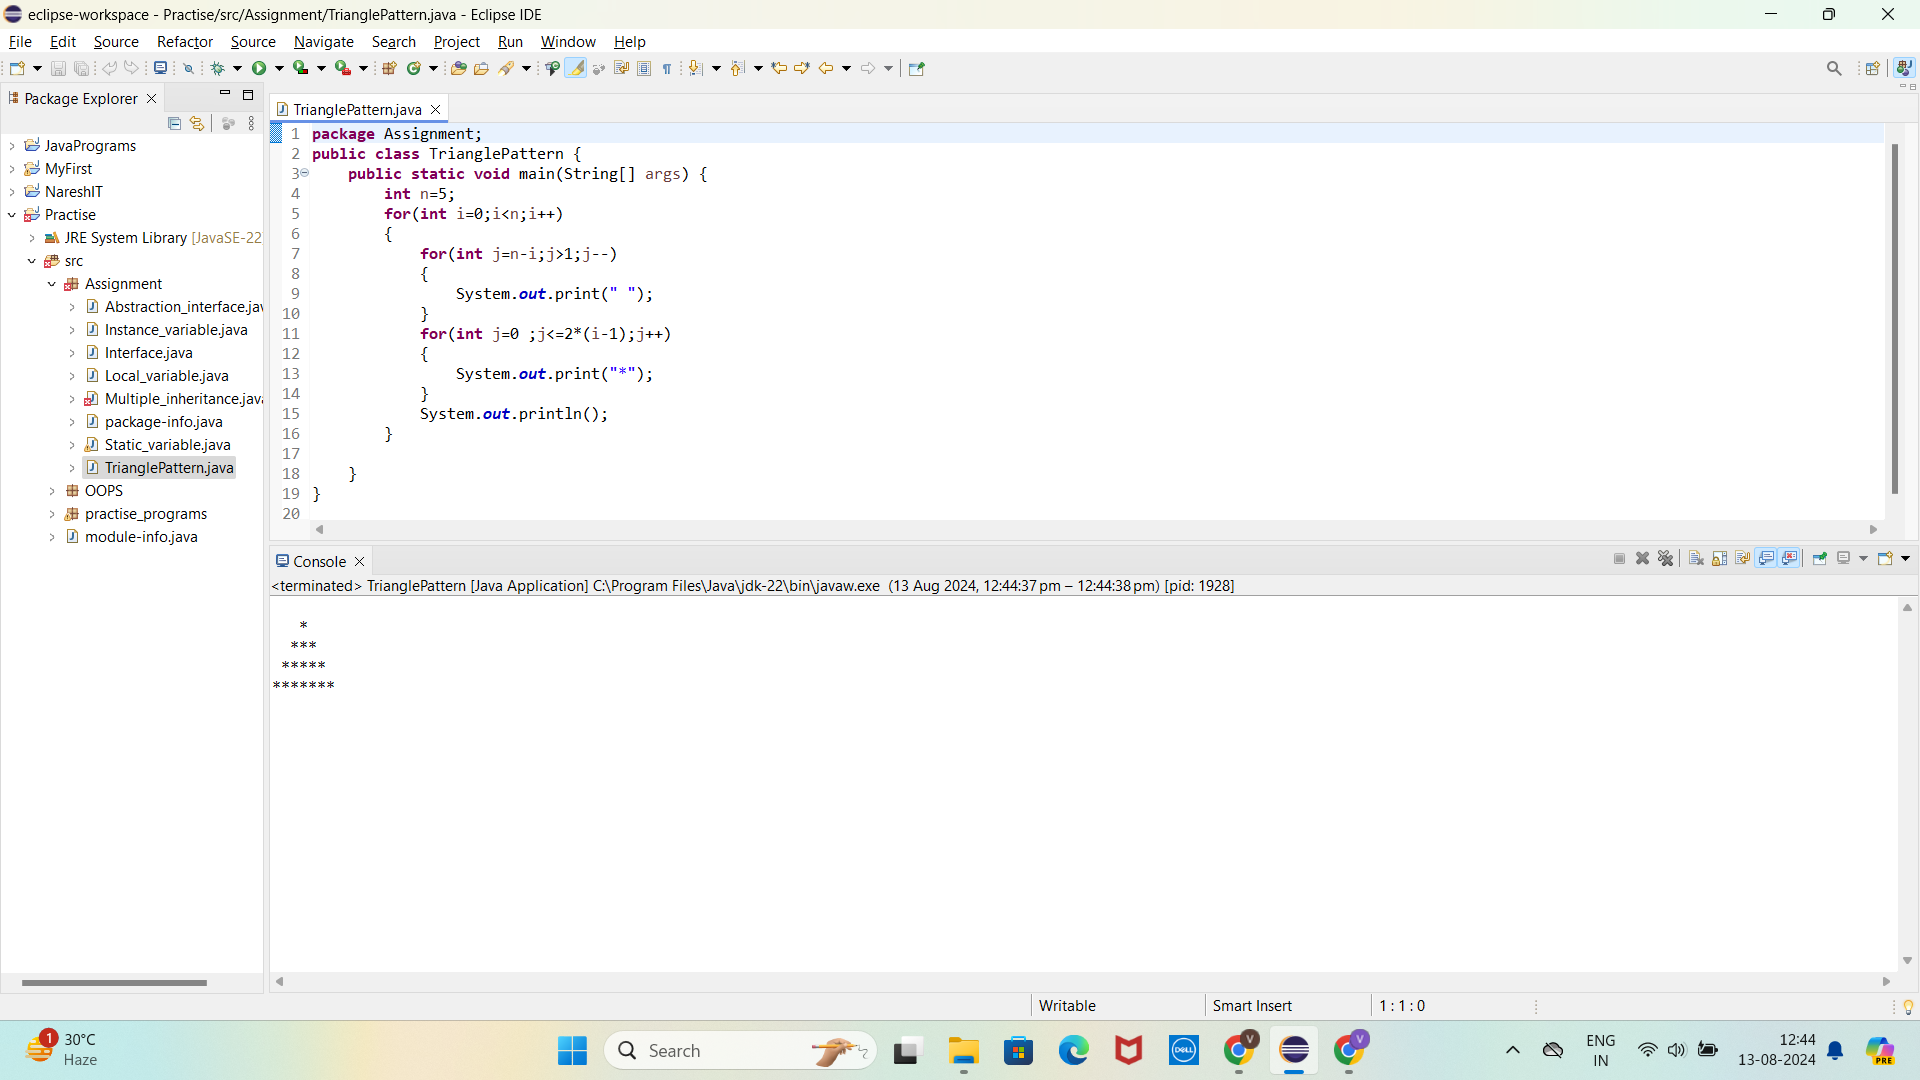 eclipse-workspace - Practise/src/Assignment/TrianglePattern.java - Eclipse IDE
File Edit Source Refactor Source Navigate Search Project Run Window Help
Package Explorer
JavaPrograms
MyFirst
NareshIT
Practise
JRE System Library [JavaSE-22
src
Assignment
Abstraction_interface.jav
Instance_variable.java
Interface.java
Local_variable.java
Multiple_inheritance.java
package-info.java
Static_variable.java
TrianglePattern.java
OOPS
practise_programs
module-info.java
TrianglePattern.java
1 package Assignment;
2 public class TrianglePattern {
3 public static void main(String[] args) {
4 int n=5;
5 for(int i=0;i<n;i++)
6 {
7 for(int j=n-i;j>1;j--)
8 {
9 System.out.print(" ");
10 }
11 for(int j=0 ;j<=2*(i-1);j++)
12 {
13 System.out.print("*");
14 }
15 System.out.println();
16 }
17
18 }
19 }
20
Console
<terminated> TrianglePattern [Java Application] C:\Program Files\Java\jdk-22\bin\javaw.exe (13 Aug 2024, 12:44:37 pm – 12:44:38 pm) [pid: 1928]
*
***
*****
*******
Writable Smart Insert 1 : 1 : 0
1
30°C
Haze
Search
DELL
V
V
ENG
IN
12:44
13-08-2024
PRE